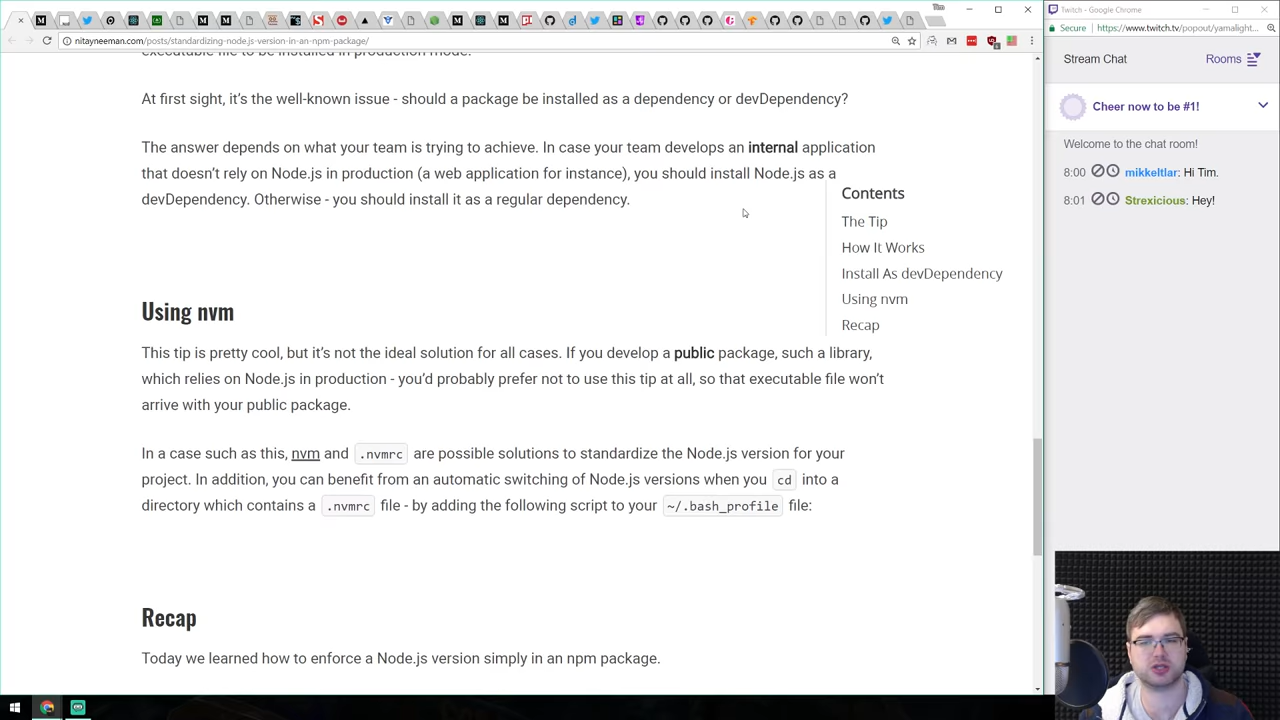 Tim
nitayneeman.com/posts/standardizing-node.js-version-in-an-npm-package/
executable file to be installed in production mode.
At first sight, it's the well-known issue - should a package be installed as a dependency or devDependency?
The answer depends on what your team is trying to achieve. In case your team develops an internal application
that doesn't rely on Node.js in production (a web application for instance), you should install Node.js as a
devDependency. Otherwise - you should install it as a regular dependency.
Contents
The Tip
How It Works
Install As devDependency
Using nvm
Recap
Using nvm
This tip is pretty cool, but it's not the ideal solution for all cases. If you develop a public package, such a library,
which relies on Node.js in production - you'd probably prefer not to use this tip at all, so that executable file won't
arrive with your public package.
In a case such as this, nvm and .nvmrc are possible solutions to standardize the Node.js version for your
project. In addition, you can benefit from an automatic switching of Node.js versions when you cd into a
directory which contains a .nvmrc file - by adding the following script to your ~/.bash_profile file:
Recap
Today we learned how to enforce a Node.js version simply in an npm package.
Twitch - Google Chrome
Secure https://www.twitch.tv/popout/yamalight...
Stream Chat
Rooms
Cheer now to be #1!
Welcome to the chat room!
8:00 mikkeltlar: Hi Tim.
8:01 Strexicious: Hey!